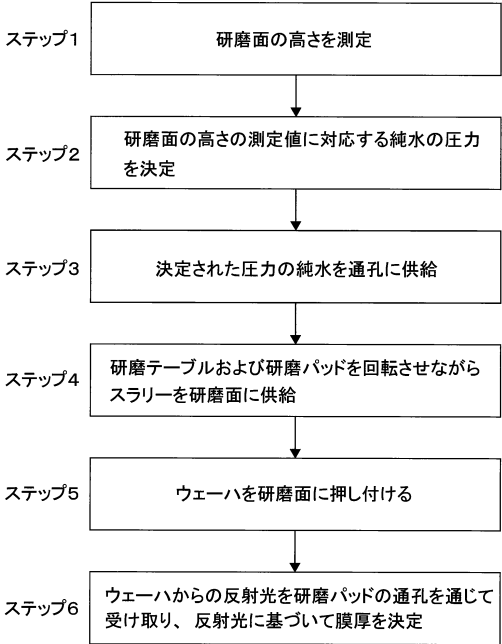 ステップ1
研磨面の高さを測定
ステップ2
研磨面の高さの測定値に対応する純水の圧力
を決定
ステップ3
決定された圧力の純水を通孔に供給
ステップ4
研磨テーブルおよび研磨パッドを回転させながら
スラリーを研磨面に供給
ステップ5
ウェーハを研磨面に押し付ける
ステップ6
ウェーハからの反射光を研磨パッドの通孔を通じて
受け取り、反射光に基づいて膜厚を決定